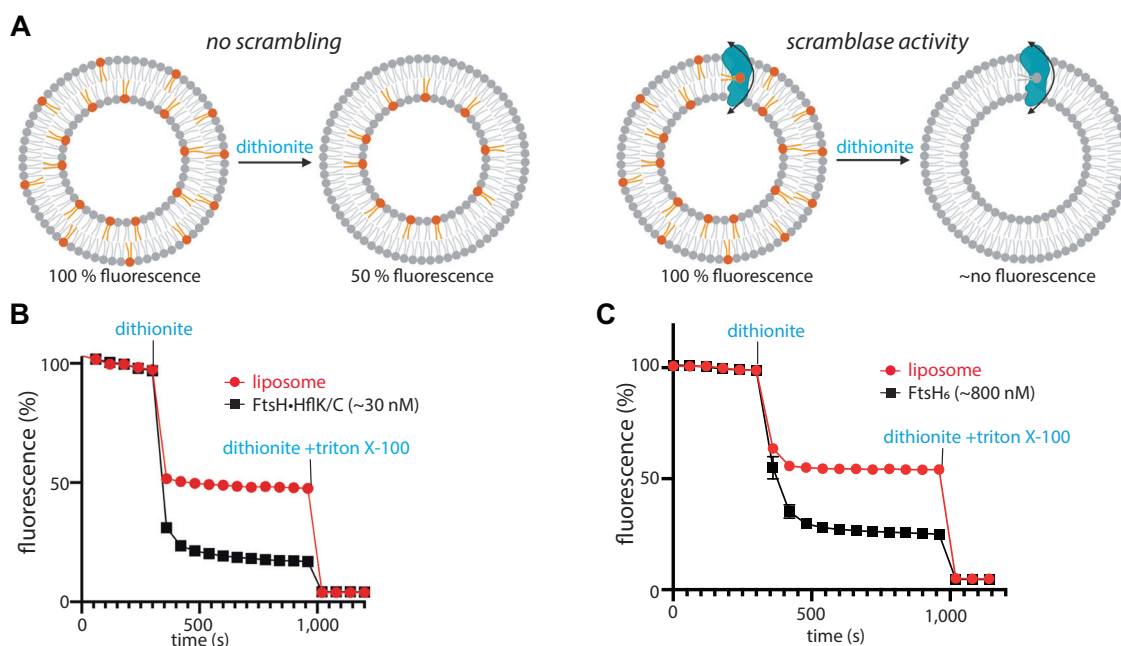 A
no scrambling
scramblase activity
dithionite
dithionite
100 % fluorescence
50 % fluorescence
100 % fluorescence
~no fluorescence
B
dithionite
100
liposome
FtsH•HflK/C (~30 nM)
dithionite +triton X-100
50
fluorescence (%)
0
0
500
1,000
time (s)
C
dithionite
100
liposome
FtsH₆ (~800 nM)
dithionite +triton X-100
50
fluorescence (%)
0
0
500
1,000
time (s)